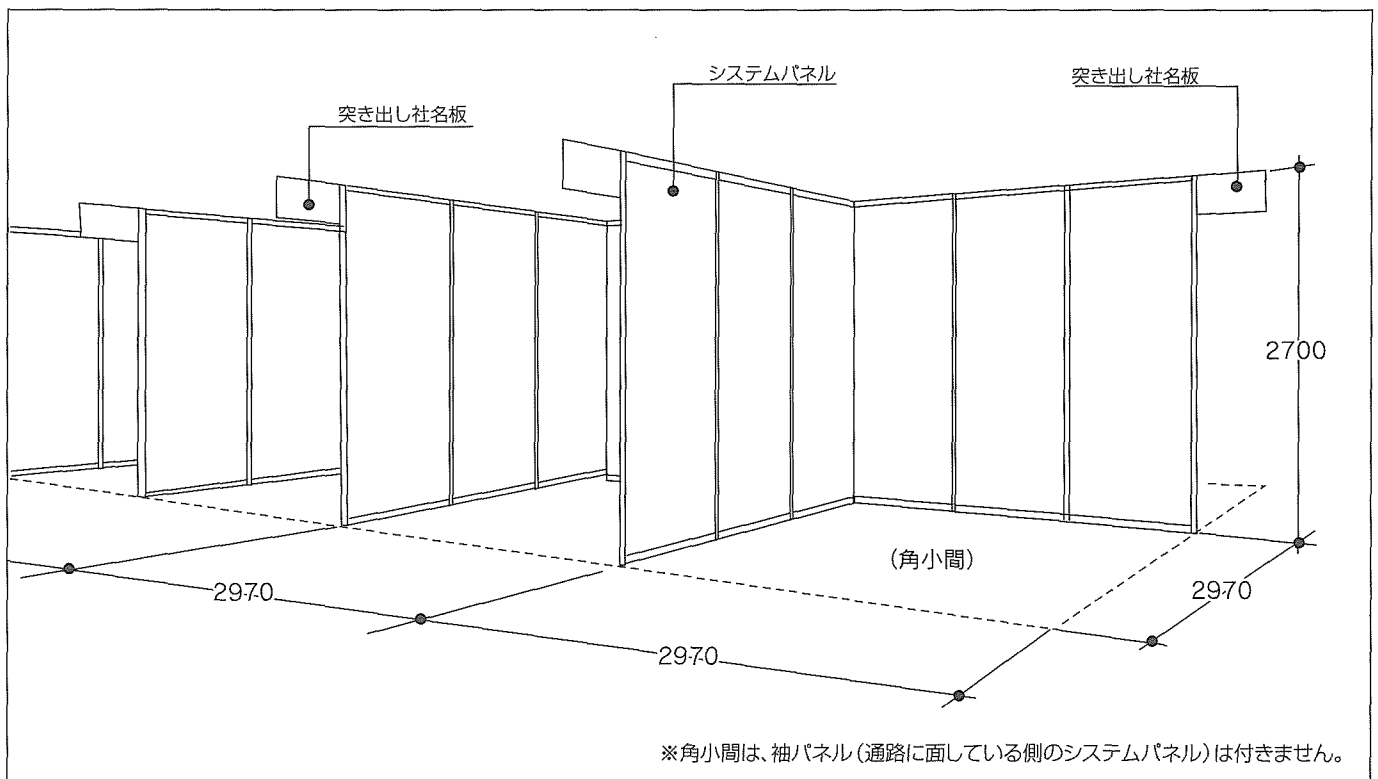 システムパネル
突き出し社名板
突き出し社名板
2700
(角小間)
2970
2970
2970
※角小間は、袖パネル(通路に面している側のシステムパネル)は付きません。